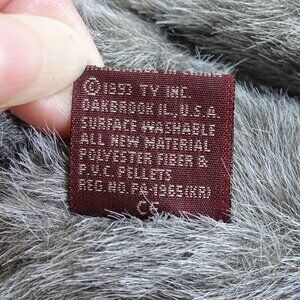 © 1993 TY INC.
OAKBROOK IL, U.S.A.
SURFACE WASHABLE
ALL NEW MATERIAL
POLYESTER FIBER &
P.V.C. PELLETS
REG. NO. PA-1965(KR)
CE